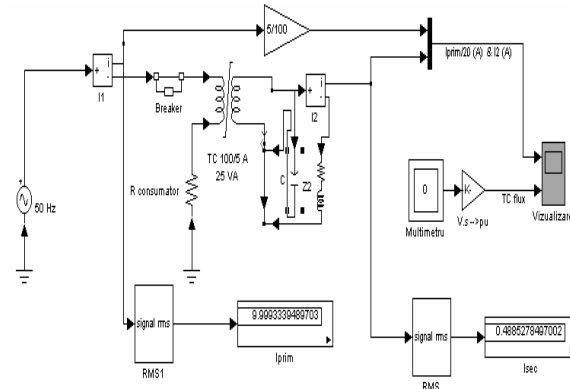 5/100
Iprim/20 (A) & I2 (A)
+
i
-
I1
Breaker
+
i
-
I2
TC 100/5 A
25 VA
C
Z2
R consumator
+
50 Hz
0
Multimetru
K-
V.s -->pu
TC flux
Vizualizare
signal rms
RMS1
9.9993339489703
Iprim
signal rms
RMS
0.4885278497002
Isec